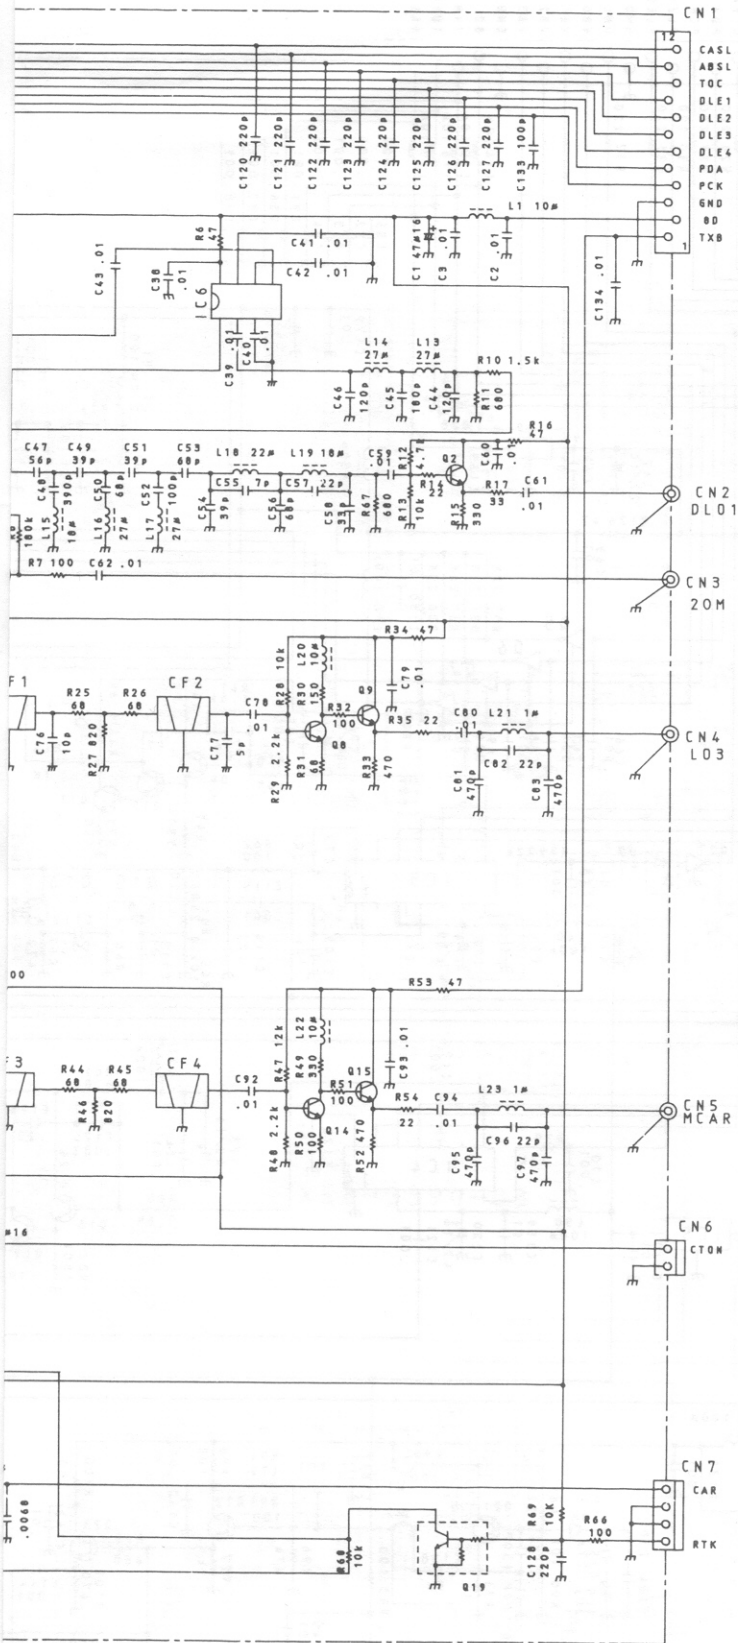 CN1
12
CASL
ABSL
TOC
DLE1
DLE2
DLE3
DLE4
PDA
PCK
GND
8D
TXB
1
C120 220p
C121 220p
C122 220p
C123 220p
C124 220p
C125 220p
C126 220p
C127 220p
C133 100p
L1 10µ
R6 47
C41 .01
C42 .01
C43 .01
C38 .01
IC6
C1 47µ16
C3 .01
C2 .01
C134 .01
C39 .01
C40 .01
L14 27µ
L13 27µ
R10 1.5k
C46 120p
C45 180p
C44 120p
R11 680
R16 47
C47 56p
C49 39p
C51 39p
C53 68p
L18 22µ
L19 18µ
C59 .01
R12 4.7k
Q2
C60 .01
C48 390p
C50 68p
C52 100p
C55 7p
C57 22p
R14 22
R17 33
C61 .01
CN2
DLO1
L15 18µ
L16 27µ
L17 27µ
C54 39p
C56 68p
C58 33p
R67 680
R13 10k
R15 330
180k
R7 100
C62 .01
CN3
20M
R34 47
F1
R25 68
R26 68
CF2
C78 .01
R28 10k
L20 10µ
R30 150
R32 100
Q9
C79 .01
R35 22
C80 .01
L21 1µ
CN4
LO3
C76 10p
R27 820
C77 5p
R29 2.2k
R31 68
Q8
R33 470
C82 22p
C81 470p
C83 470p
00
R53 47
F3
R44 68
R45 68
CF4
C92 .01
R47 12k
L22 10µ
R49 330
R51 100
Q15
C93 .01
R54 22
C94 .01
L23 1µ
CN5
MCAR
R46 820
R48 2.2k
R50 100
Q14
R52 470
C96 22p
C95 470p
C97 470p
µ16
CN6
CTON
CN7
CAR
RTK
.0068
R68 10k
Q19
R69 10K
R66 100
C128 220p